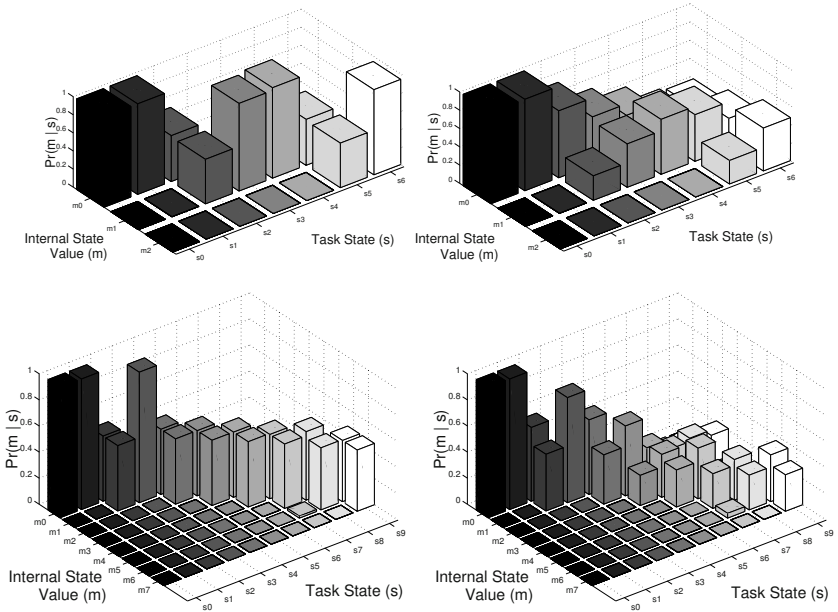 1
0.8
0.6
0.4
0.2
0
Pr(m | s)
m0
m1
m2
Internal State
Value (m)
s0
s1
s2
s3
s4
s5
s6
Task State (s)
1
0.8
0.6
0.4
0.2
0
Pr(m | s)
m0
m1
m2
Internal State
Value (m)
s0
s1
s2
s3
s4
s5
s6
Task State (s)
1
0.8
0.6
0.4
0.2
0
Pr(m | s)
m0
m1
m2
m3
m4
m5
m6
m7
Internal State
Value (m)
s0
s1
s2
s3
s4
s5
s6
s7
s8
s9
Task State (s)
1
0.8
0.6
0.4
0.2
0
Pr(m | s)
m0
m1
m2
m3
m4
m5
m6
m7
Internal State
Value (m)
s0
s1
s2
s3
s4
s5
s6
s7
s8
s9
Task State (s)